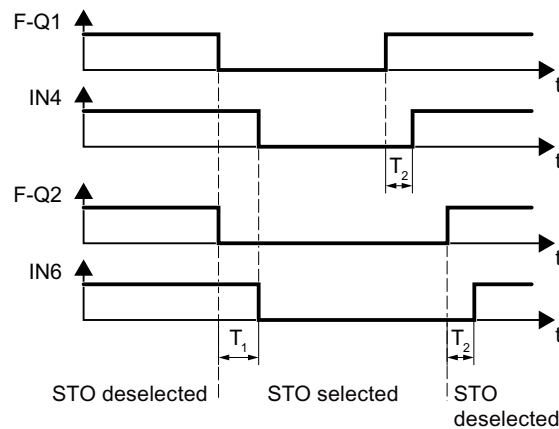 F-Q1
t
IN4
t
T2
F-Q2
t
IN6
t
T1
T2
STO deselected
STO selected
STO
deselected